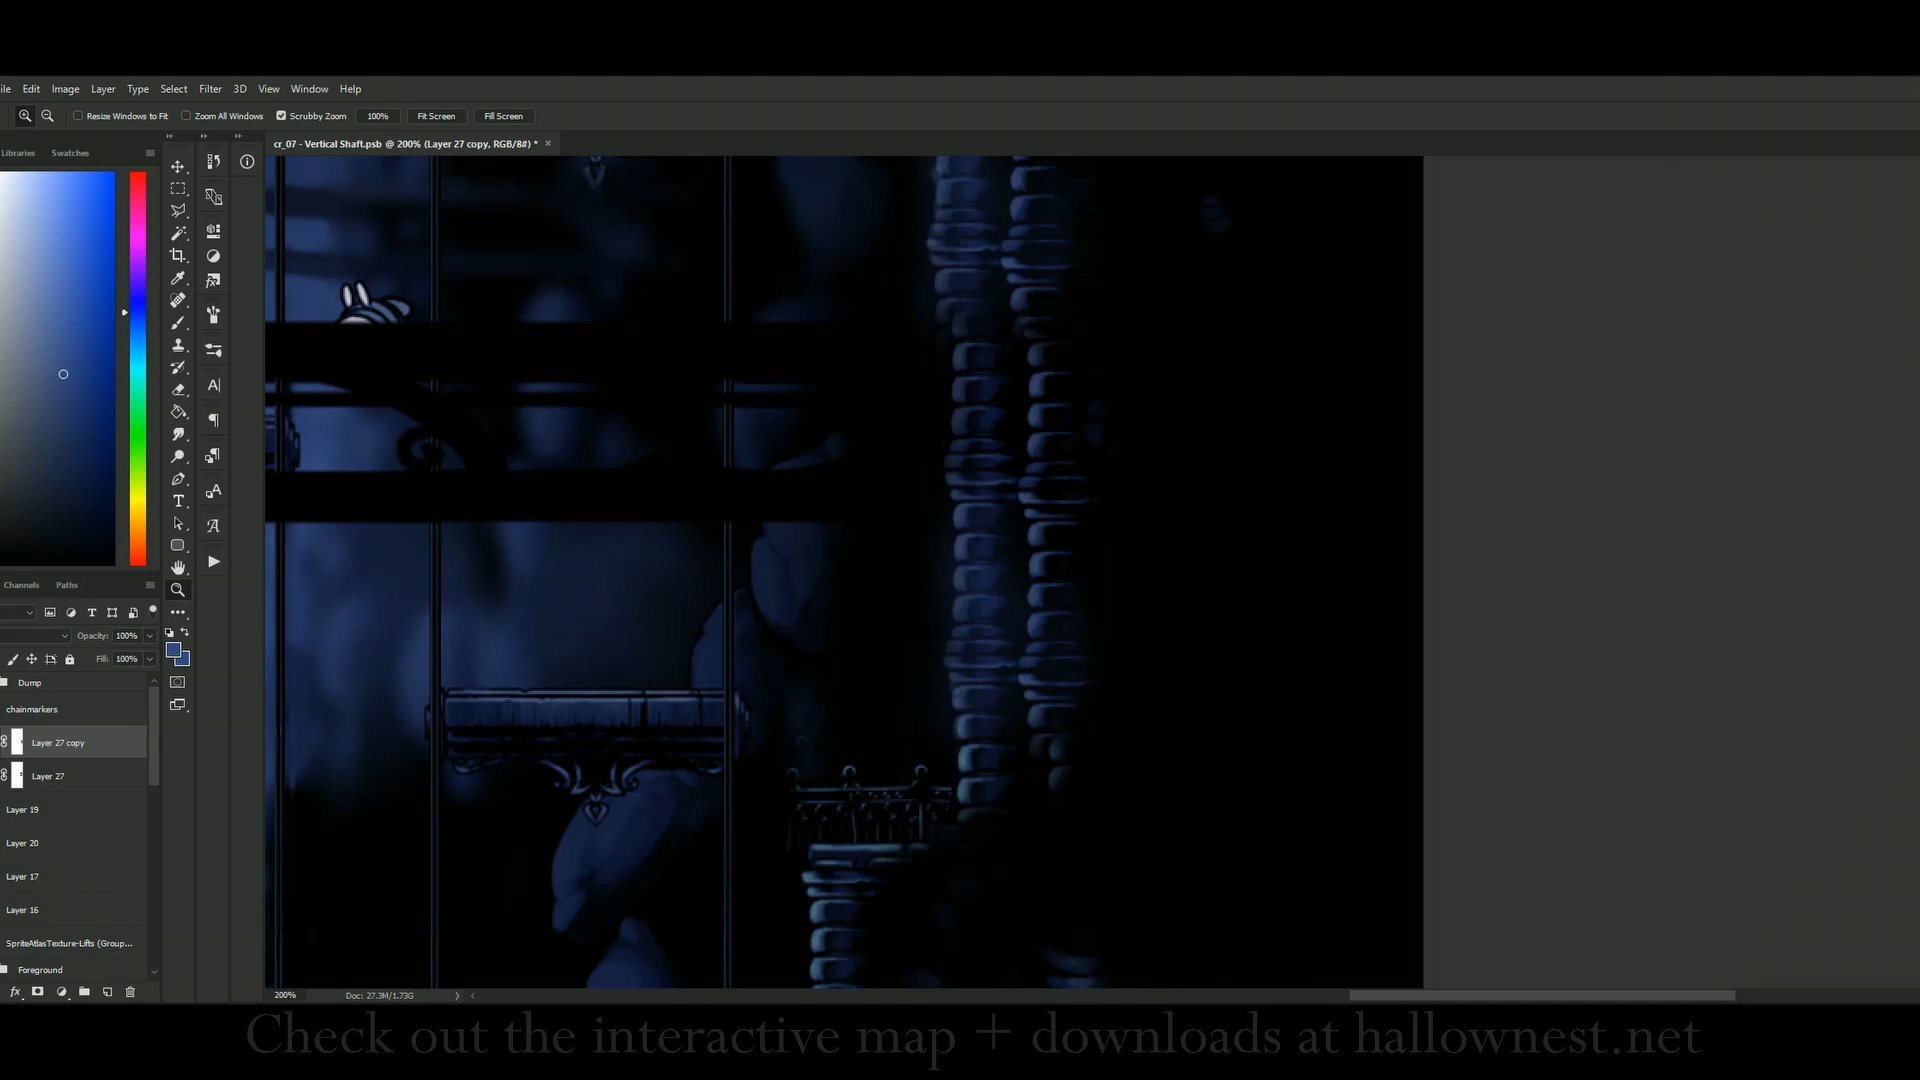 ile Edit Image Layer Type Select Filter 3D View Window Help
Resize Windows to Fit Zoom All Windows Scrubby Zoom 100% Fit Screen Fill Screen
Libraries Swatches
cr_07 - Vertical Shaft.psb @ 200% (Layer 27 copy, RGB/8#) *
Channels Paths
Opacity: 100%
Fill: 100%
Dump
chainmarkers
Layer 27 copy
Layer 27
Layer 19
Layer 20
Layer 17
Layer 16
SpriteAtlasTexture-Lifts (Group...
Foreground
200% Doc: 27.3M/1.73G
Check out the interactive map + downloads at hallownest.net